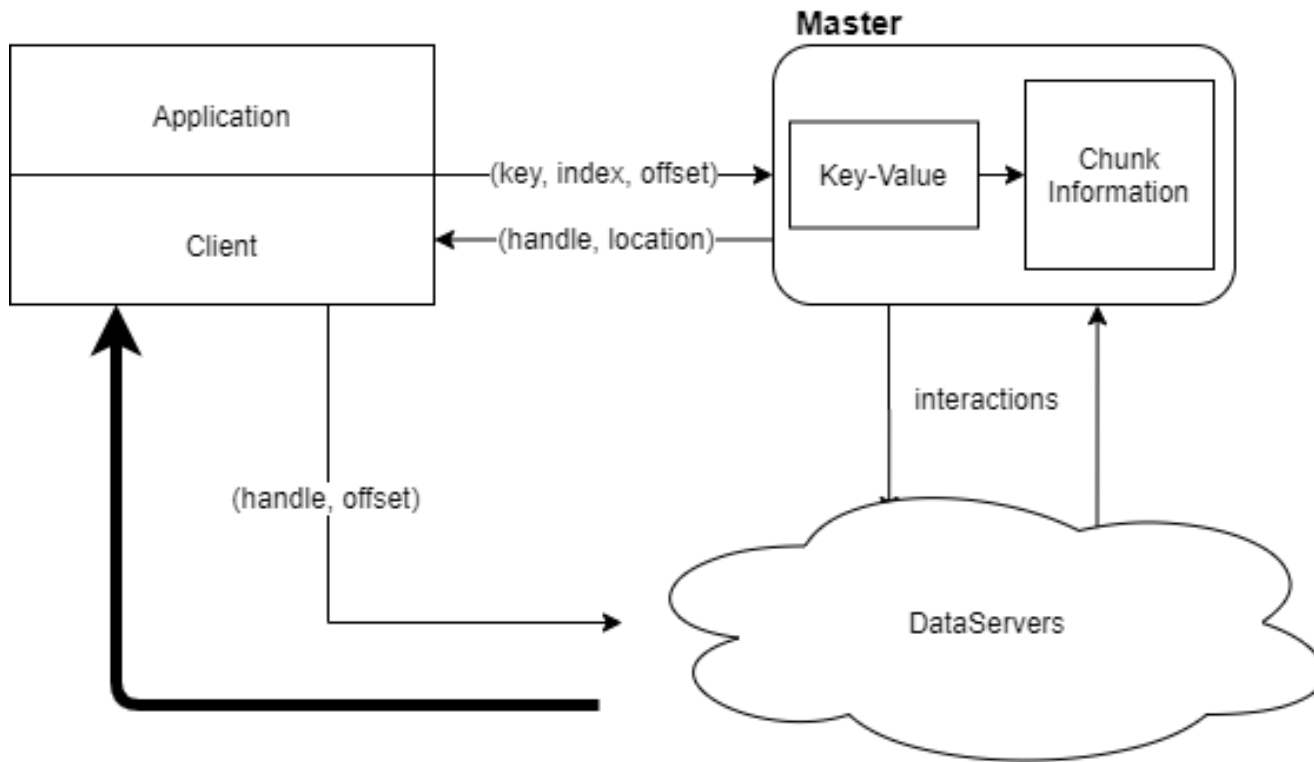 Master
Application
(key, index, offset)
Key-Value
Chunk
Information
Client
(handle, location)
interactions
(handle, offset)
DataServers